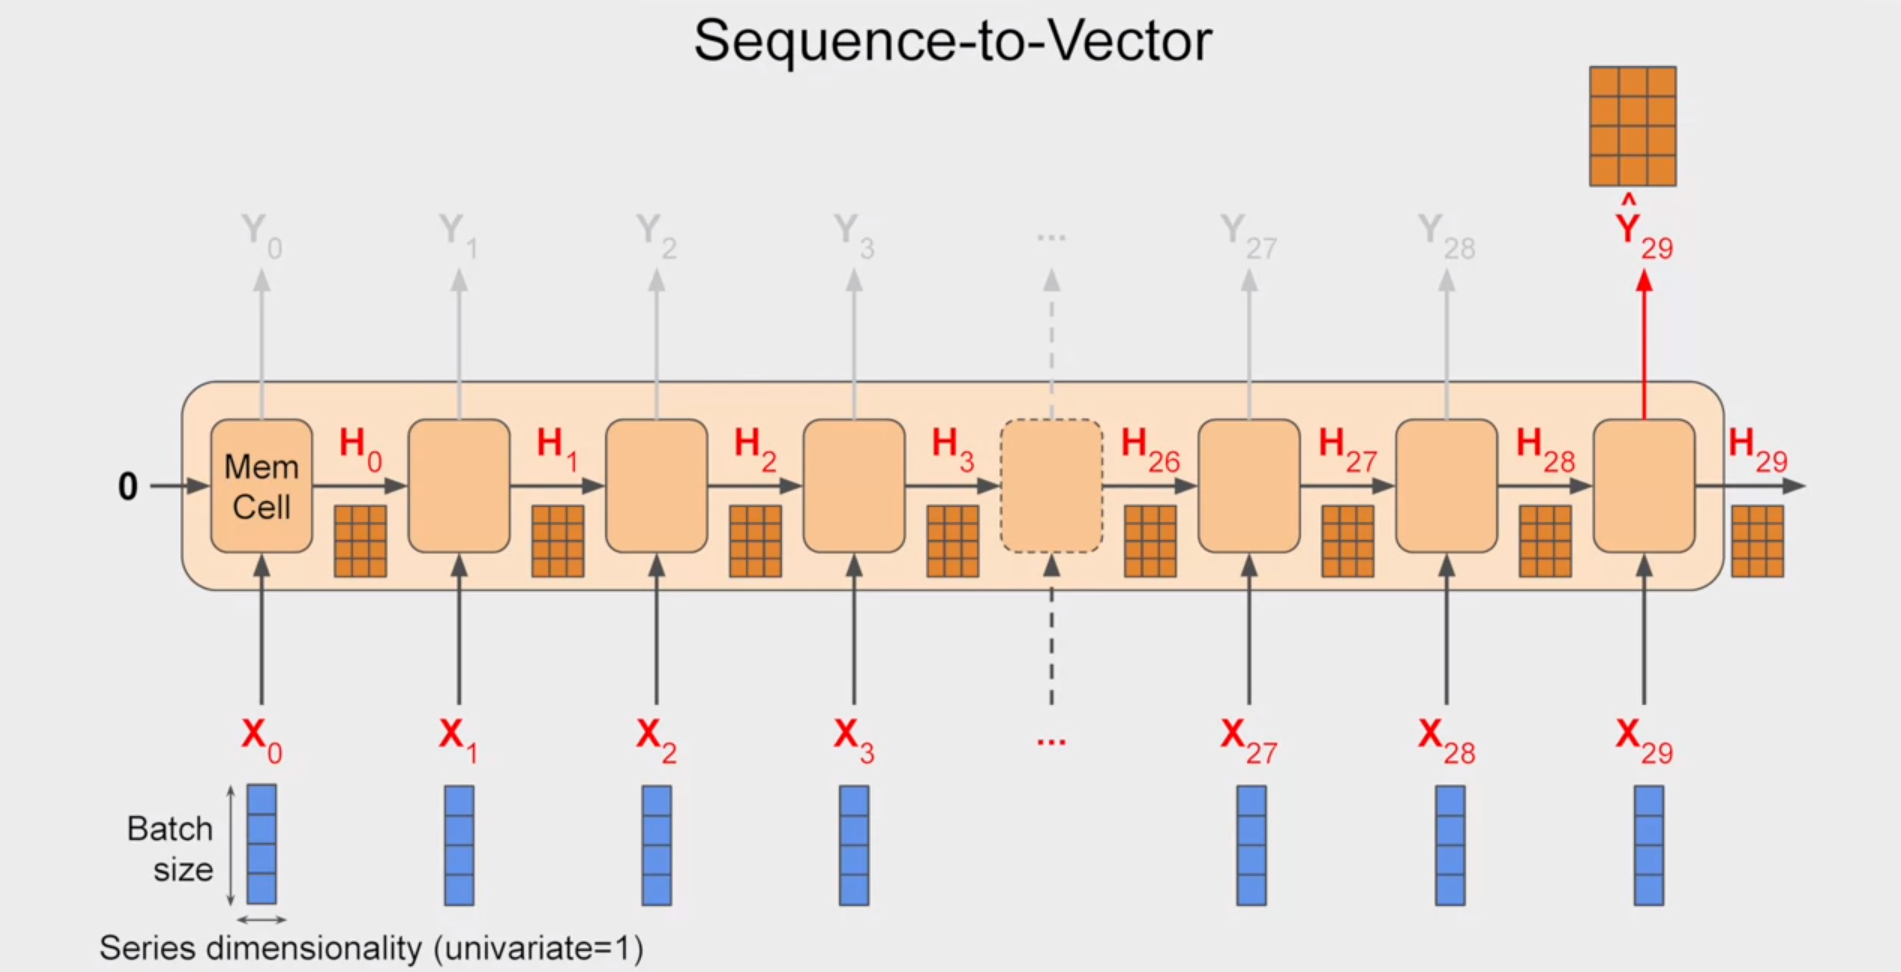 Sequence-to-Vector
Y0 Y1 Y2 Y3 ... Y27 Y28 Ŷ29
0 Mem Cell H0 H1 H2 H3 H26 H27 H28 H29
X0 X1 X2 X3 ... X27 X28 X29
Batch
size
Series dimensionality (univariate=1)